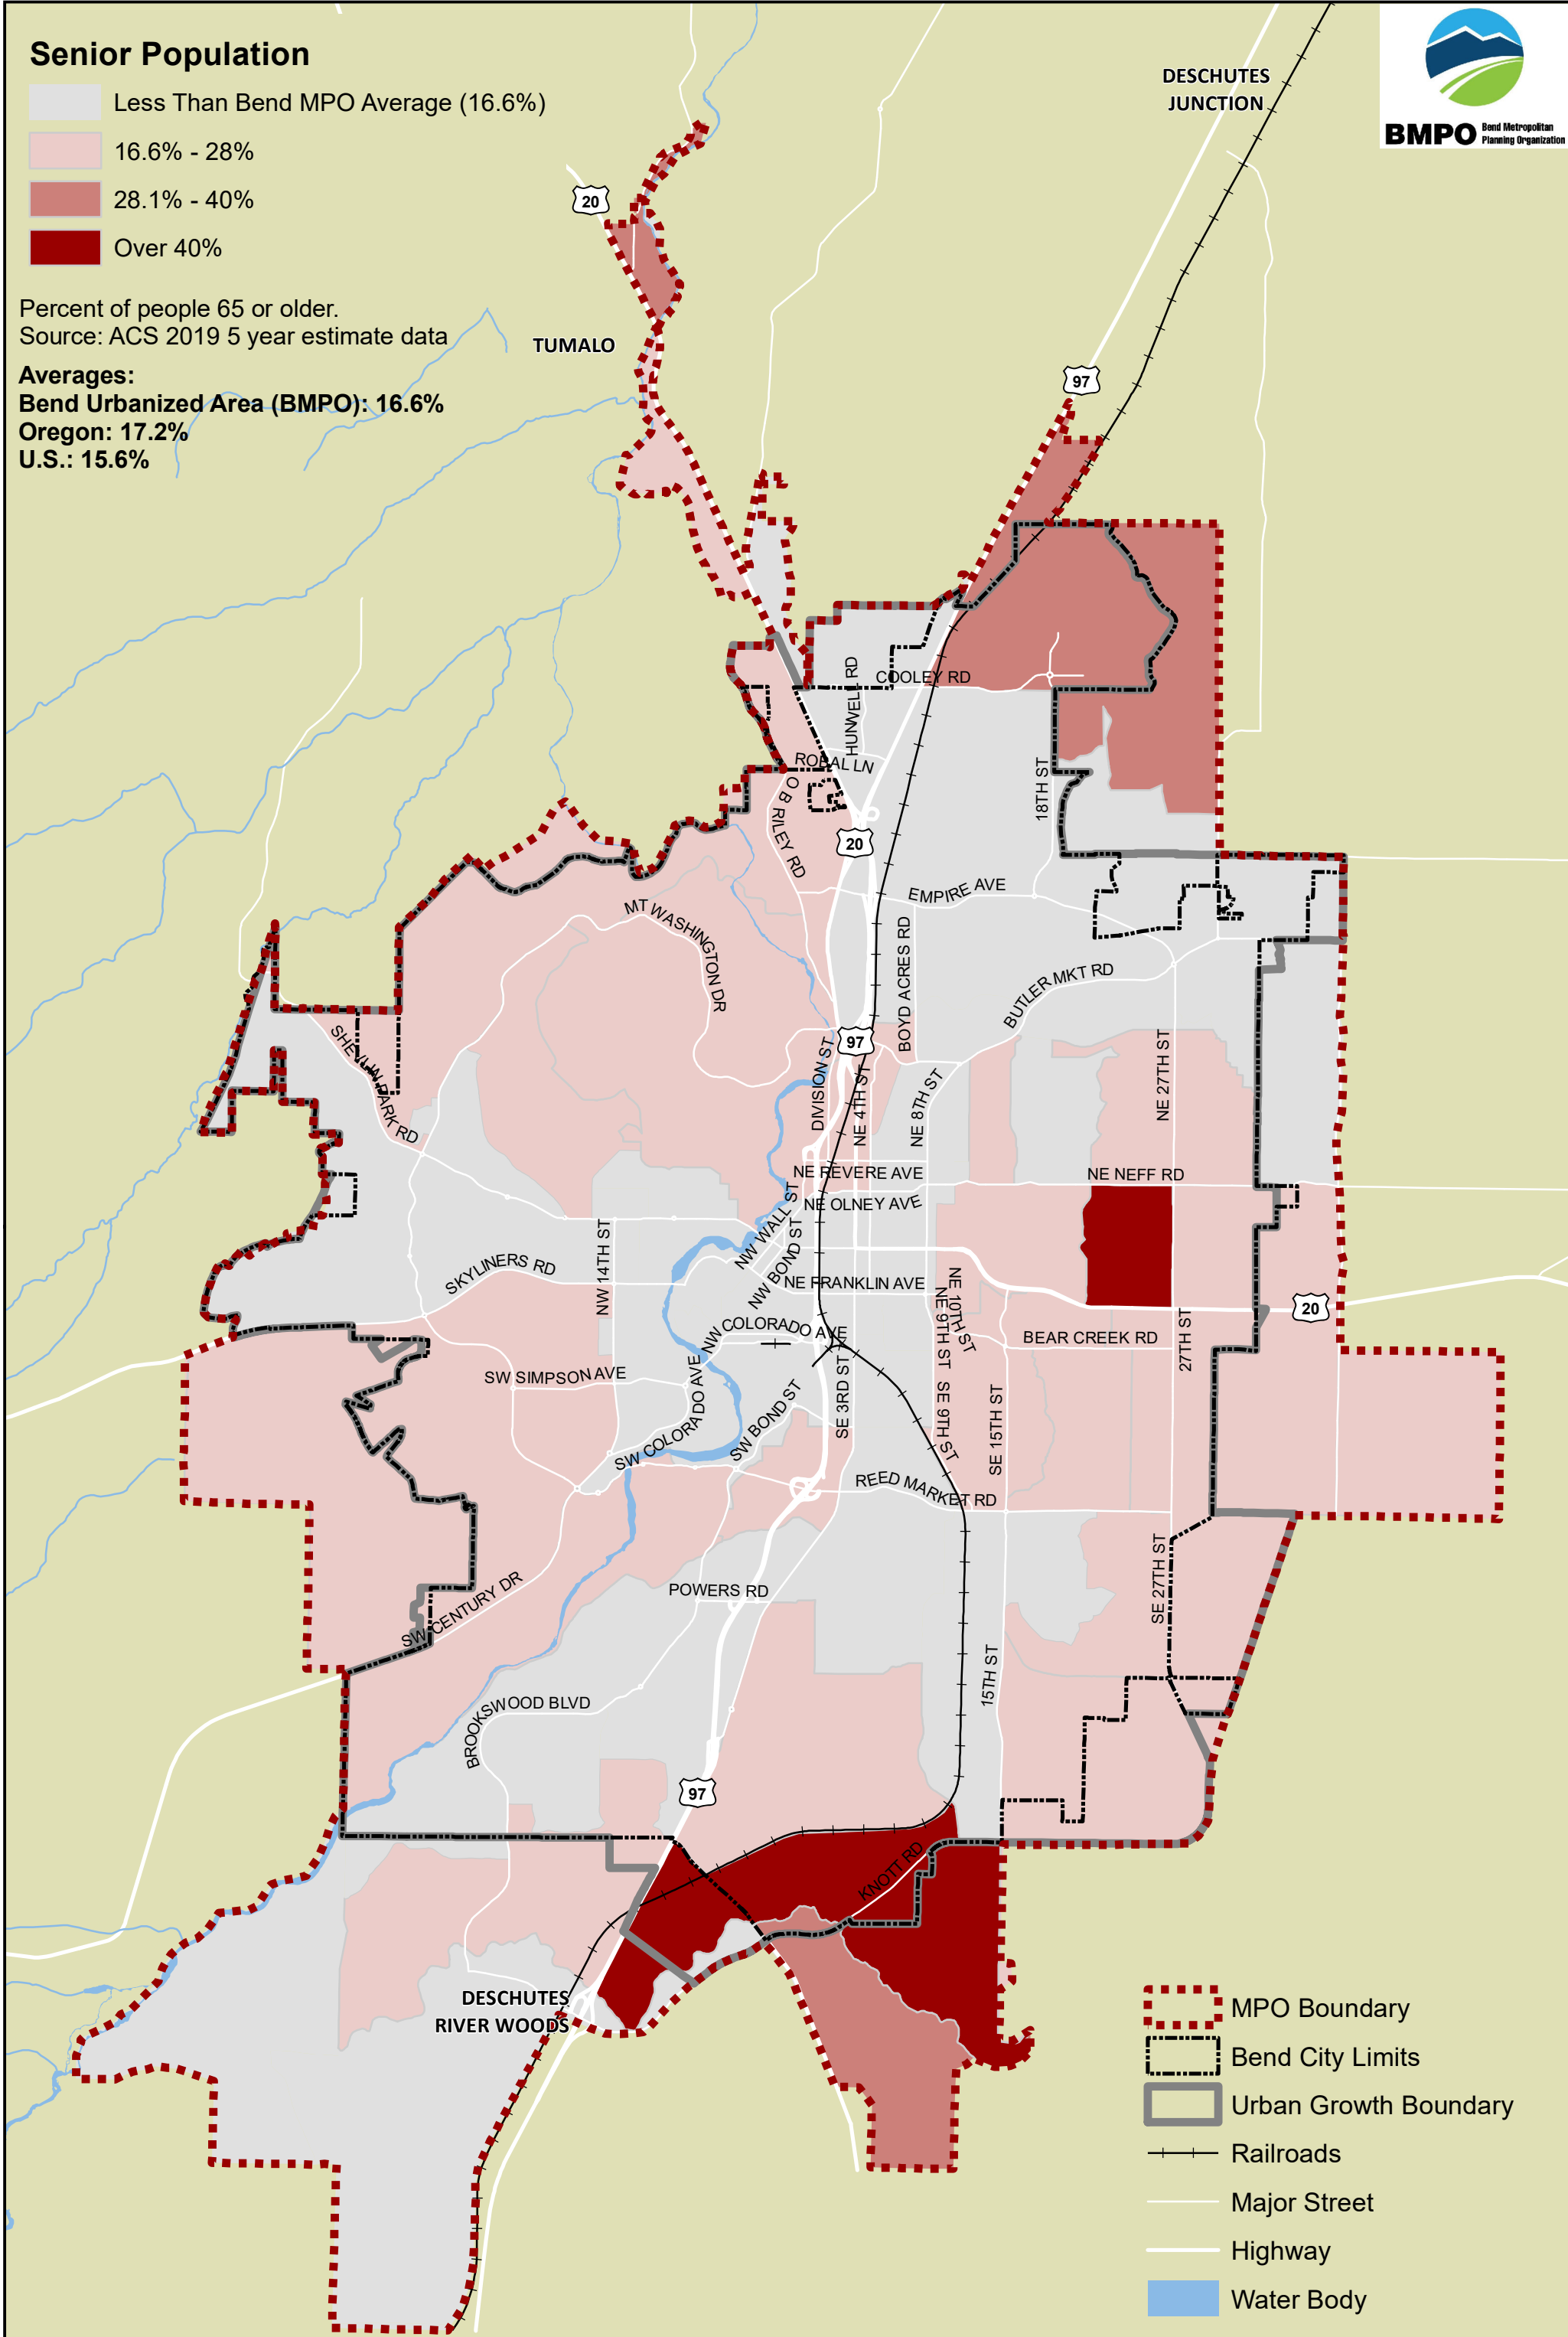 Senior Population
Less Than Bend MPO Average (16.6%)
16.6% - 28%
28.1% - 40%
Over 40%
Percent of people 65 or older.
Source: ACS 2019 5 year estimate data
Averages:
Bend Urbanized Area (BMPO): 16.6%
Oregon: 17.2%
U.S.: 15.6%
BMPO
Bend Metropolitan
Planning Organization
DESCHUTES
JUNCTION
20
TUMALO
97
COOLEY RD
HUNWELL RD
ROBAL LN
O B RILEY RD
18TH ST
20
EMPIRE AVE
MT WASHINGTON DR
BOYD ACRES RD
BUTLER MKT RD
SHEVLIN PARK RD
97
DIVISION ST
NE 4TH ST
NE 8TH ST
NE 27TH ST
NE REVERE AVE
NE NEFF RD
NE OLNEY AVE
NW WALL ST
NW BOND ST
NW 14TH ST
SKYLINERS RD
NE FRANKLIN AVE
NE 10TH ST
NE 9TH ST
20
NW COLORADO AVE
BEAR CREEK RD
27TH ST
SW SIMPSON AVE
SW COLORADO AVE
SW BOND ST
SE 3RD ST
SE 9TH ST
SE 15TH ST
REED MARKET RD
SE 27TH ST
POWERS RD
SW CENTURY DR
15TH ST
BROOKSWOOD BLVD
97
KNOTT RD
DESCHUTES
RIVER WOODS
MPO Boundary
Bend City Limits
Urban Growth Boundary
Railroads
Major Street
Highway
Water Body